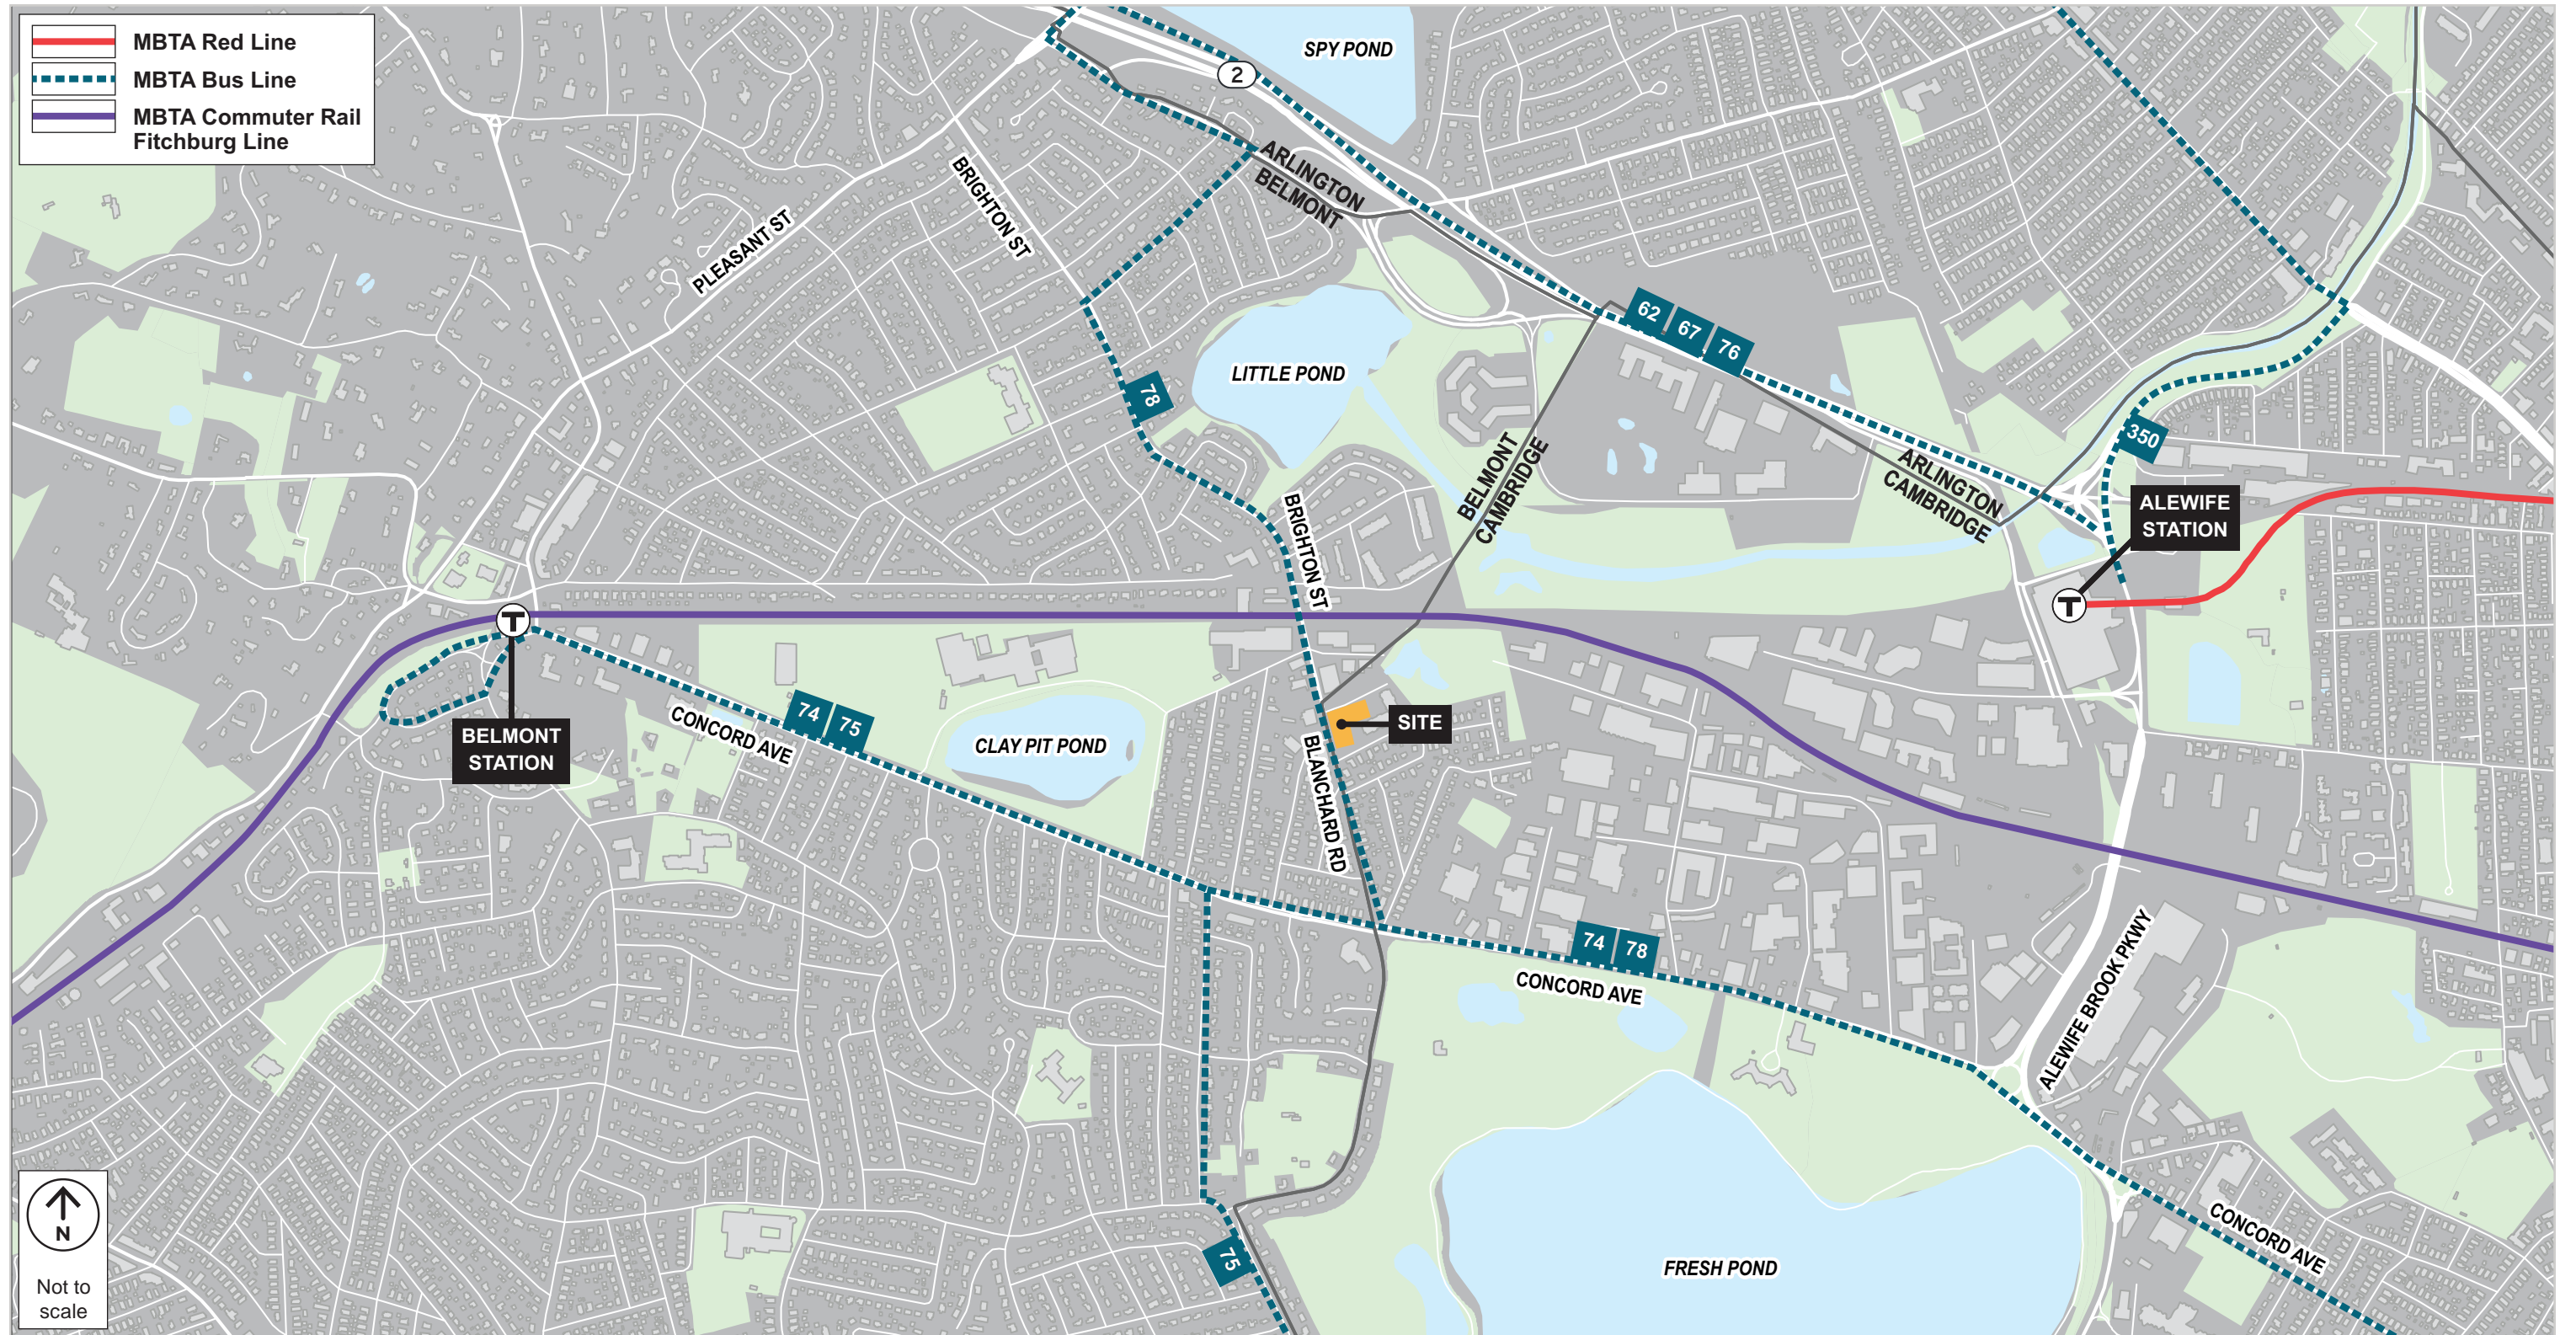 MBTA Red Line
MBTA Bus Line
MBTA Commuter Rail
Fitchburg Line
SPY POND
2
ARLINGTON
BELMONT
BRIGHTON ST
PLEASANT ST
62
67
76
LITTLE POND
78
350
BELMONT
CAMBRIDGE
ARLINGTON
CAMBRIDGE
ALEWIFE
STATION
T
BRIGHTON ST
T
BELMONT
STATION
74
75
CONCORD AVE
CLAY PIT POND
SITE
BLANCHARD RD
74
78
CONCORD AVE
ALEWIFE BROOK PKWY
75
FRESH POND
CONCORD AVE
N
Not to
scale